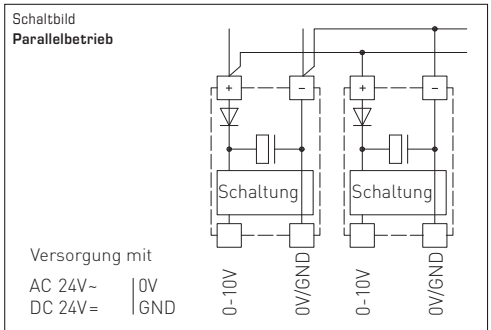 Schaltbild
Parallelbetrieb
+ − + −
Schaltung Schaltung
Versorgung mit
AC 24V~ 0V
DC 24V= GND
0-10V 0V/GND 0-10V 0V/GND